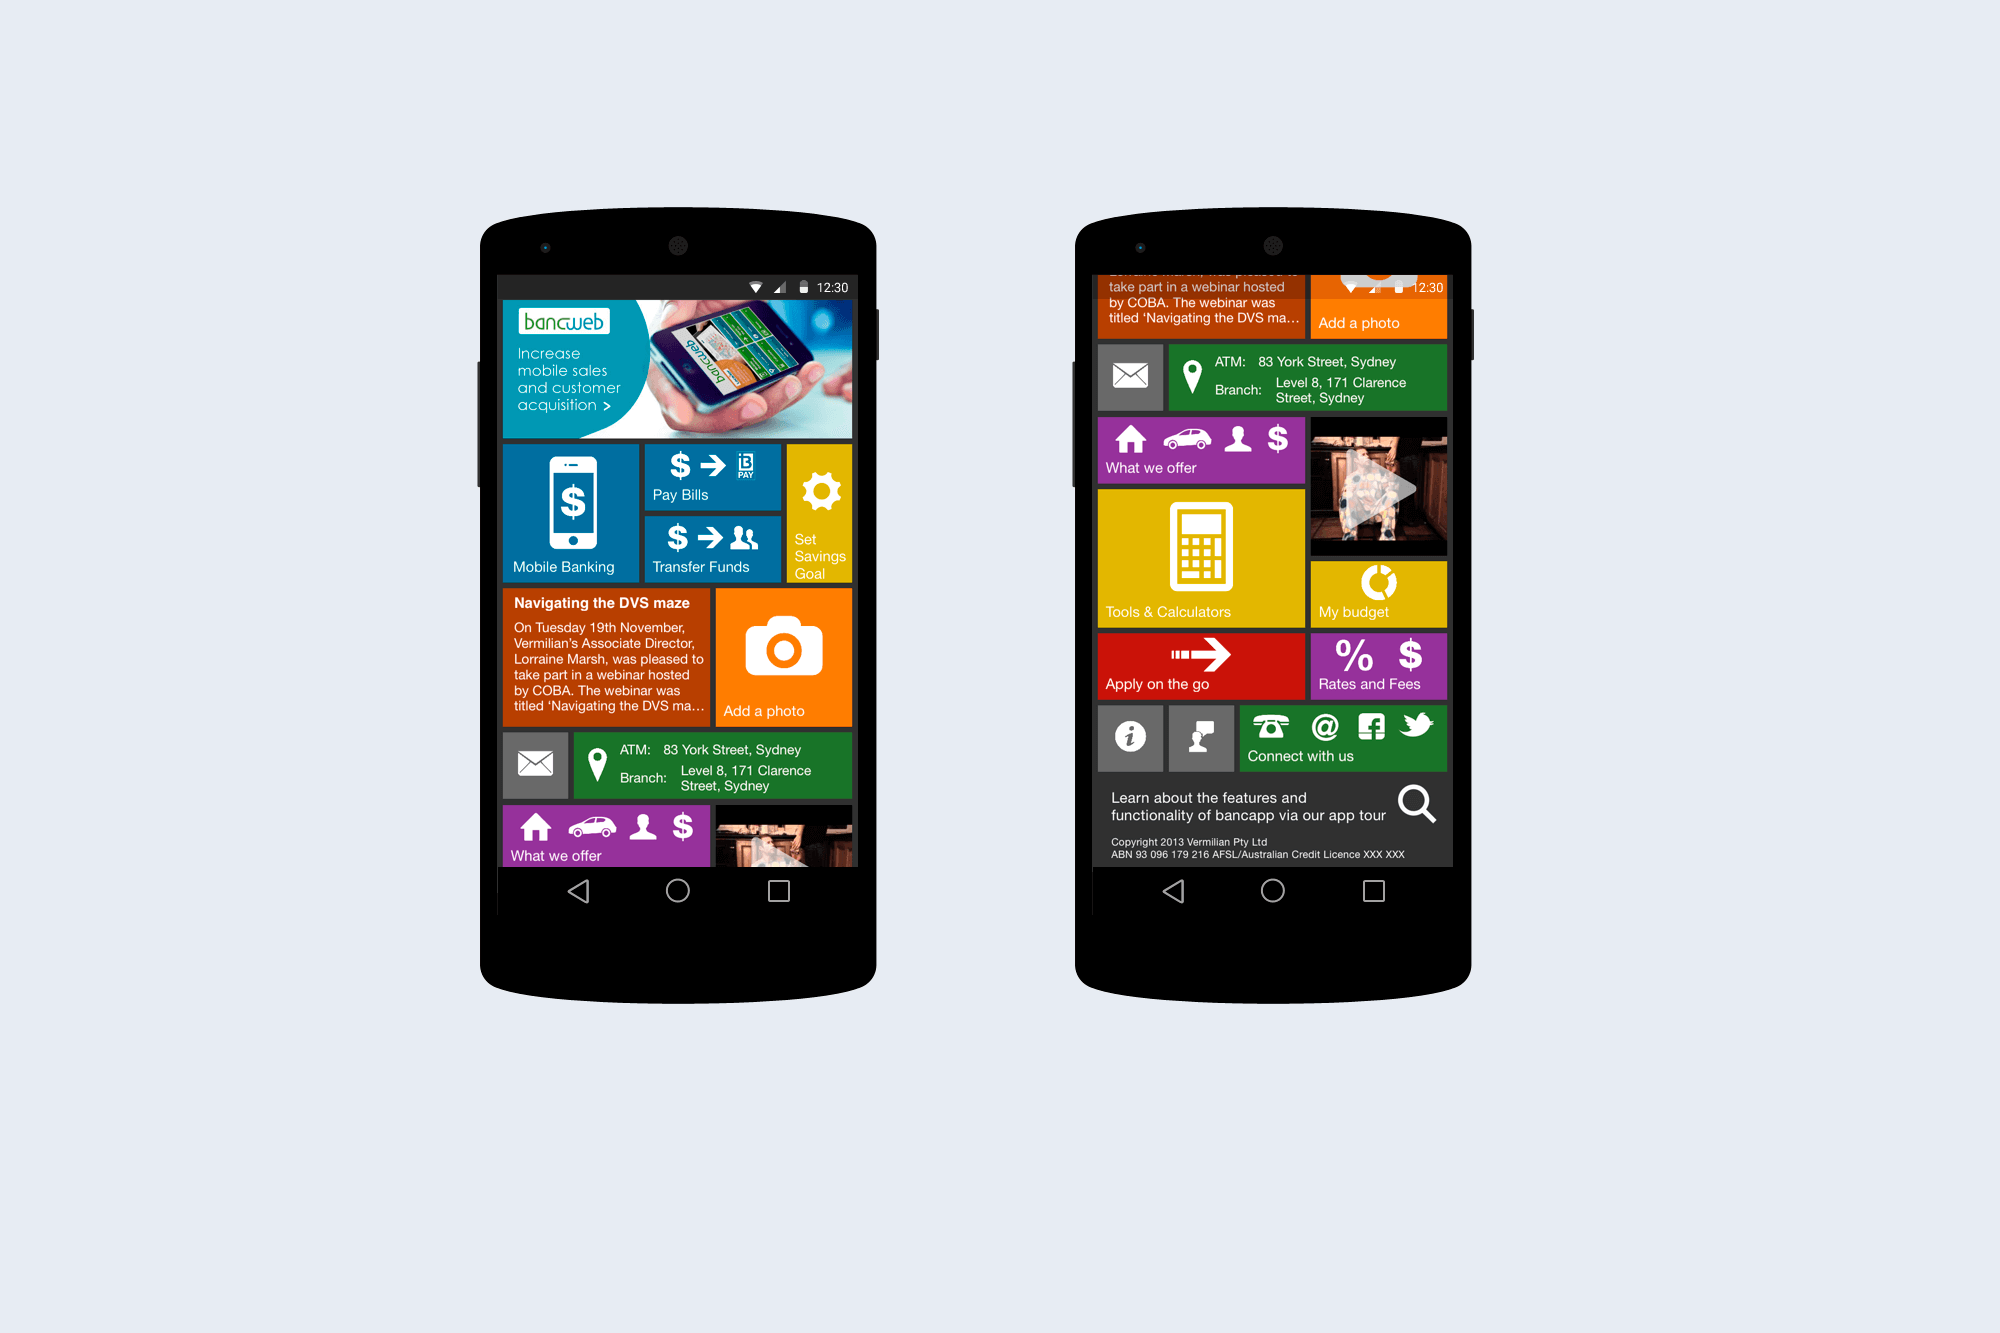 12:30
bancweb
Increase
mobile sales
and customer
acquisition >
bancweb
$
Mobile Banking
$
B
PAY
Pay Bills
$
Transfer Funds
Set
Savings
Goal
Navigating the DVS maze
On Tuesday 19th November,
Vermilian's Associate Director,
Lorraine Marsh, was pleased to
take part in a webinar hosted
by COBA. The webinar was
titled ‘Navigating the DVS ma…
Add a photo
ATM: 83 York Street, Sydney
Branch: Level 8, 171 Clarence
Street, Sydney
$
What we offer
12:30
Lorraine Marsh, was pleased to
take part in a webinar hosted
by COBA. The webinar was
titled ‘Navigating the DVS ma…
Add a photo
ATM: 83 York Street, Sydney
Branch: Level 8, 171 Clarence
Street, Sydney
$
What we offer
Tools & Calculators
My budget
Apply on the go
% $
Rates and Fees
i
@ f
Connect with us
Learn about the features and
functionality of bancapp via our app tour
Copyright 2013 Vermilian Pty Ltd
ABN 93 096 179 216 AFSL/Australian Credit Licence XXX XXX